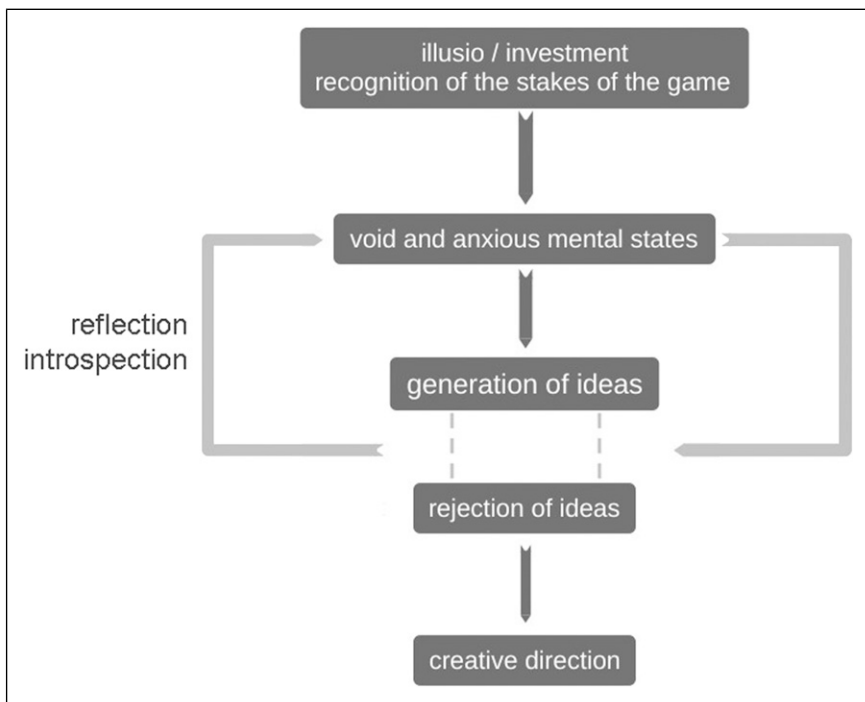 illusio / investment
recognition of the stakes of the game
void and anxious mental states
reflection
introspection
generation of ideas
rejection of ideas
creative direction